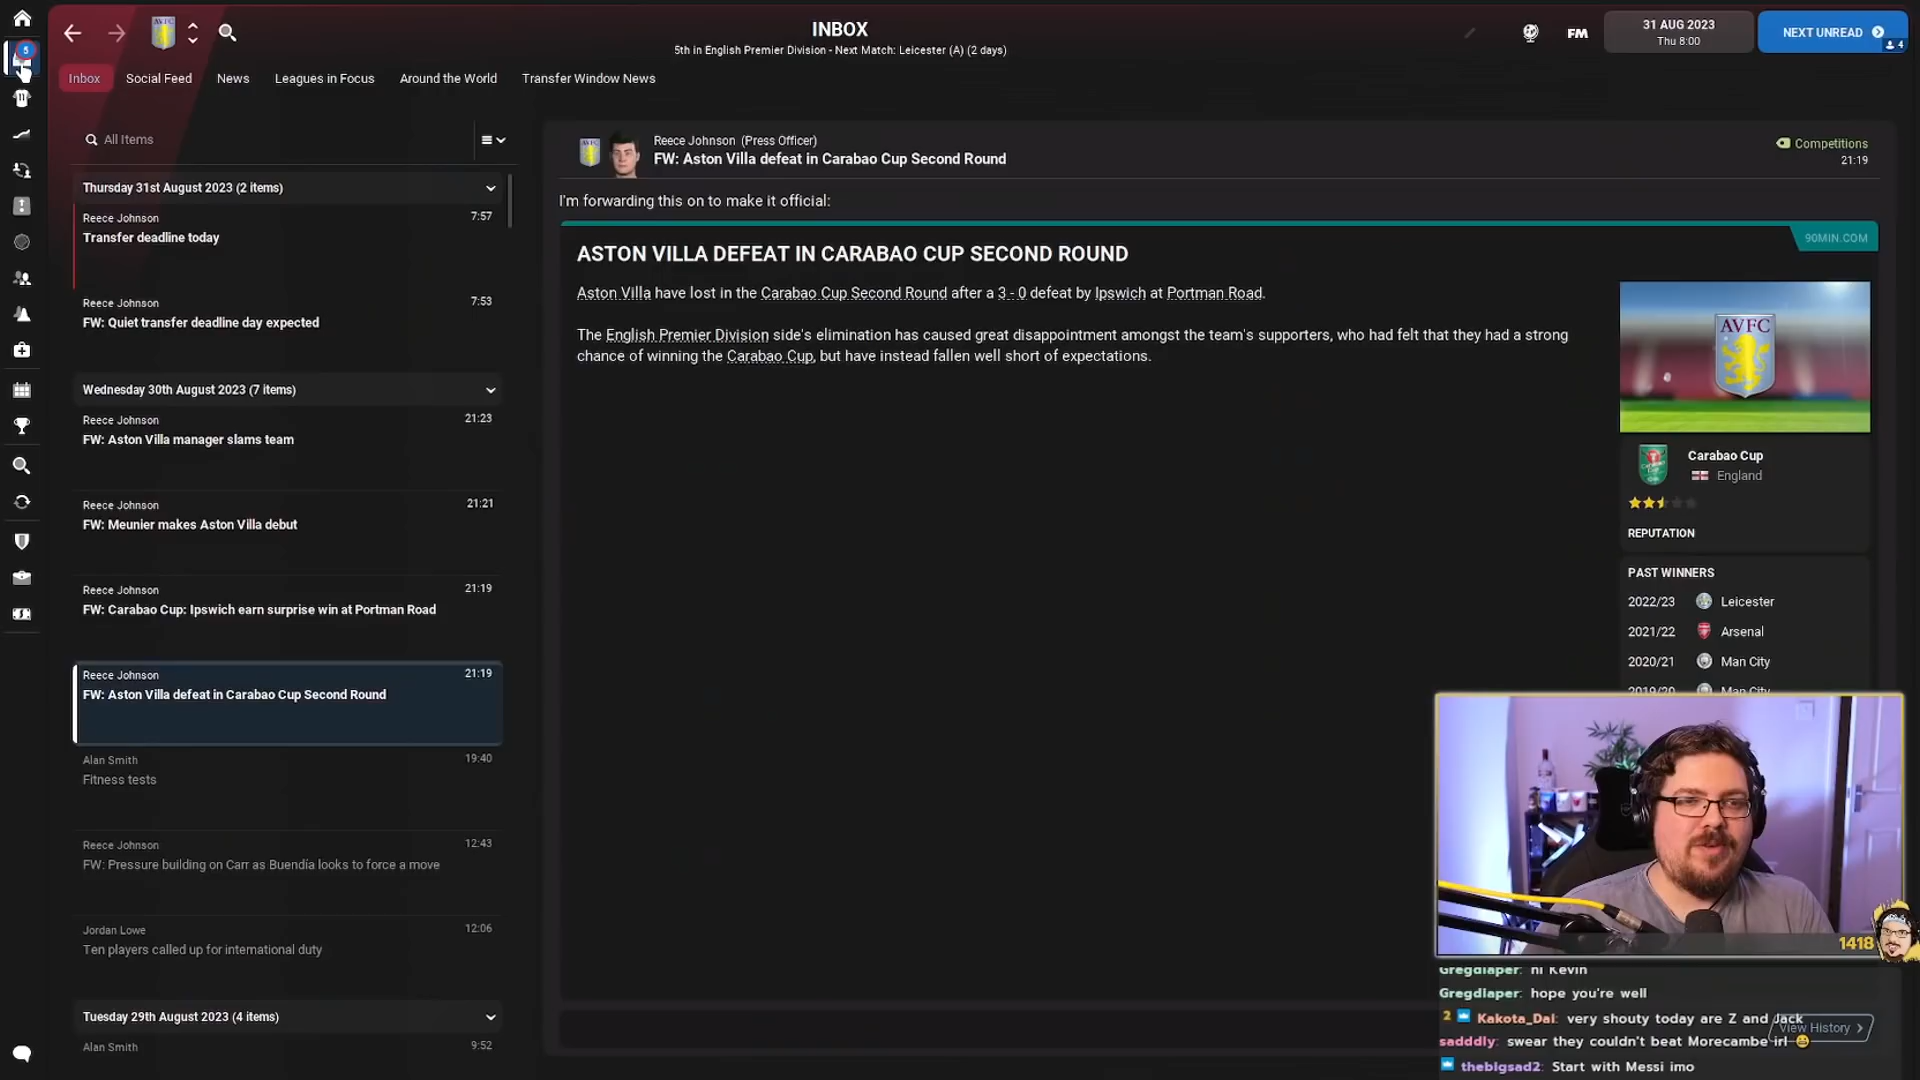 INBOX
5th in English Premier Division - Next Match: Leicester (A) (2 days)
FM
31 AUG 2023
Thu 8:00
NEXT UNREAD
4
5
Inbox
Social Feed
News
Leagues in Focus
Around the World
Transfer Window News
All Items
Thursday 31st August 2023 (2 items)
Reece Johnson 7:57
Transfer deadline today
Reece Johnson 7:53
FW: Quiet transfer deadline day expected
Wednesday 30th August 2023 (7 items)
Reece Johnson 21:23
FW: Aston Villa manager slams team
Reece Johnson 21:21
FW: Meunier makes Aston Villa debut
Reece Johnson 21:19
FW: Carabao Cup: Ipswich earn surprise win at Portman Road
Reece Johnson 21:19
FW: Aston Villa defeat in Carabao Cup Second Round
Alan Smith 19:40
Fitness tests
Reece Johnson 12:43
FW: Pressure building on Carr as Buendía looks to force a move
Jordan Lowe 12:06
Ten players called up for international duty
Tuesday 29th August 2023 (4 items)
Alan Smith 9:52
Reece Johnson (Press Officer)
FW: Aston Villa defeat in Carabao Cup Second Round
Competitions
21:19
I'm forwarding this on to make it official:
90MIN.COM
ASTON VILLA DEFEAT IN CARABAO CUP SECOND ROUND
Aston Villa have lost in the Carabao Cup Second Round after a 3 - 0 defeat by Ipswich at Portman Road.
The English Premier Division side's elimination has caused great disappointment amongst the team's supporters, who had felt that they had a strong
chance of winning the Carabao Cup, but have instead fallen well short of expectations.
AVFC
Carabao Cup
England
REPUTATION
PAST WINNERS
2022/23 Leicester
2021/22 Arsenal
2020/21 Man City
2019/20 Man City
1418
Gregdiaper: hi Kevin
Gregdiaper: hope you're well
2 Kakota_Dal: very shouty today are Z and Jack
View History
sadddly: swear they couldn't beat Morecambe irl
thebigsad2: Start with Messi imo